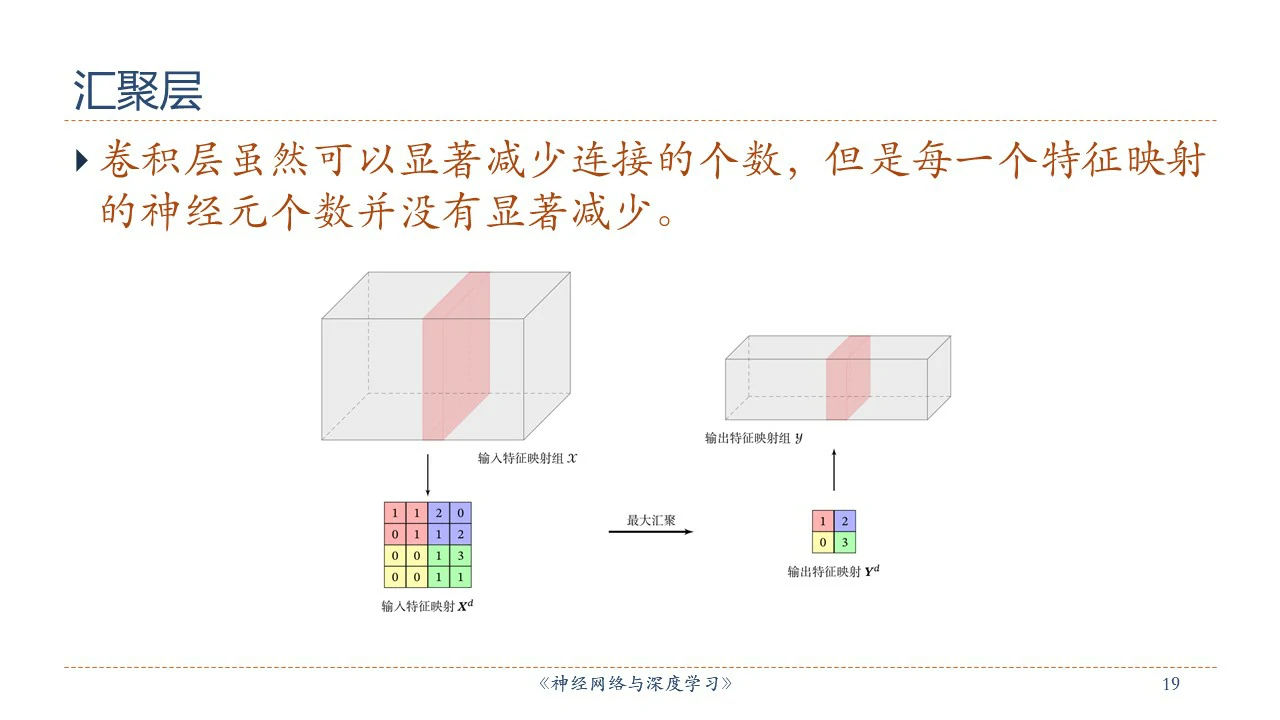 汇聚层
卷积层虽然可以显著减少连接的个数，但是每一个特征映射
的神经元个数并没有显著减少。
输入特征映射组 𝒳
输出特征映射组 𝒴
1 1 2 0
0 1 1 2
0 0 1 3
0 0 1 1
输入特征映射 Xᵈ
最大汇聚
1 2
0 3
输出特征映射 Yᵈ
《神经网络与深度学习》
19